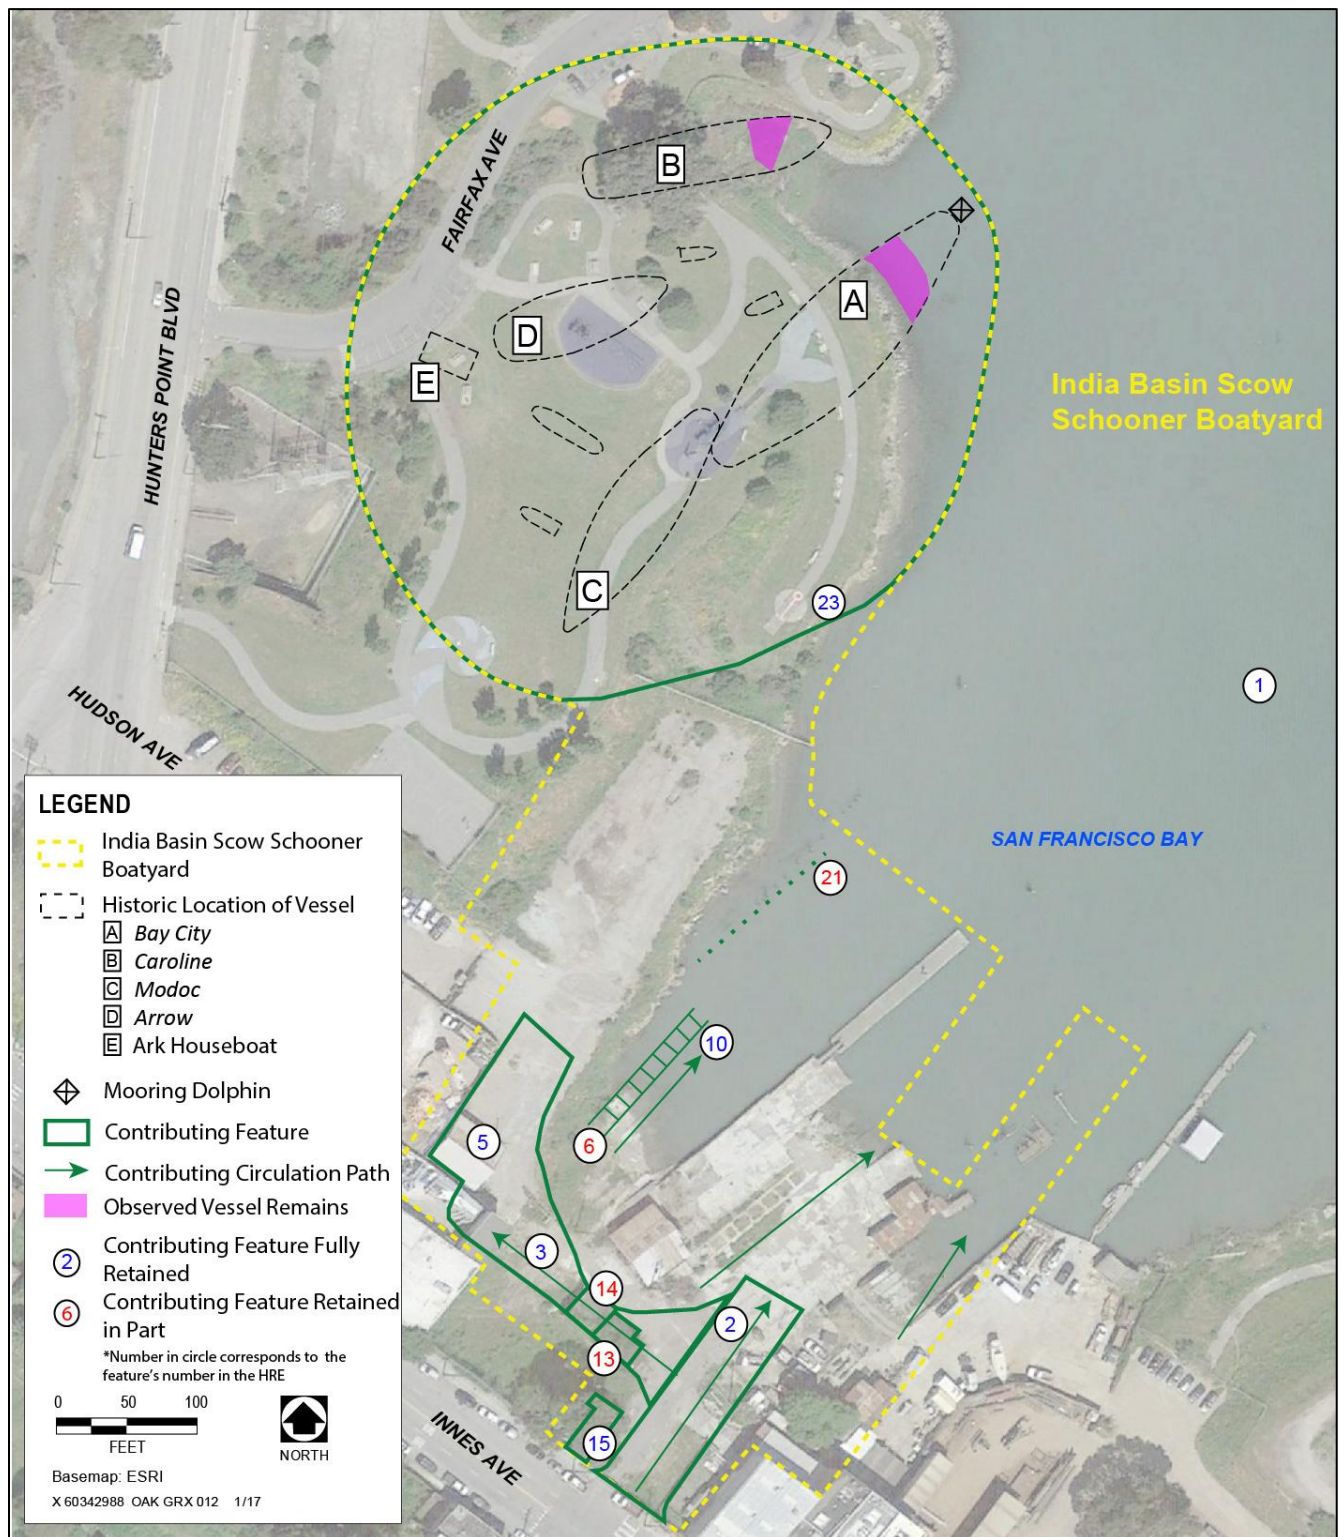 B
FAIRFAX AVE
A
D
E
HUNTERS POINT BLVD
India Basin Scow
Schooner Boatyard
C
23
1
HUDSON AVE
SAN FRANCISCO BAY
21
10
6
5
3
14
2
13
15
INNES AVE
LEGEND
India Basin Scow Schooner
Boatyard
Historic Location of Vessel
A Bay City
B Caroline
C Modoc
D Arrow
E Ark Houseboat
Mooring Dolphin
Contributing Feature
Contributing Circulation Path
Observed Vessel Remains
2 Contributing Feature Fully
Retained
6 Contributing Feature Retained
in Part
*Number in circle corresponds to the
feature's number in the HRE
0 50 100
FEET
NORTH
Basemap: ESRI
X 60342988 OAK GRX 012 1/17